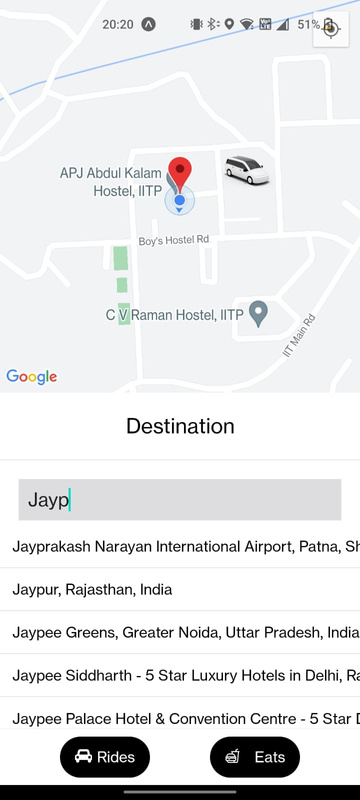 20:20
51%
APJ Abdul Kalam
Hostel, IITP
Boy's Hostel Rd
C V Raman Hostel, IITP
IIT Main Rd
Google
Destination
Jayp
Jayprakash Narayan International Airport, Patna, Sh
Jaypur, Rajasthan, India
Jaypee Greens, Greater Noida, Uttar Pradesh, India
Jaypee Siddharth - 5 Star Luxury Hotels in Delhi, Ra
Jaypee Palace Hotel & Convention Centre - 5 Star D
Rides
Eats